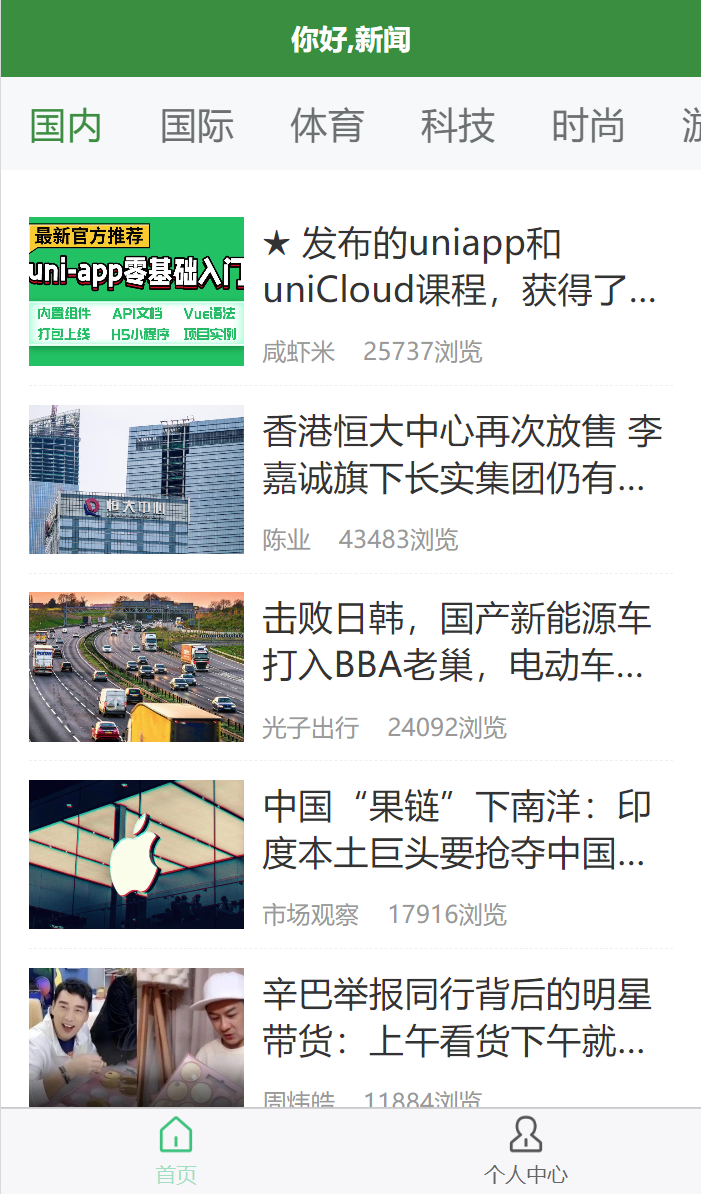 你好,新闻
国内 国际 体育 科技 时尚
最新官方推荐
uni-app零基础入门
内置组件 API文档 Vue语法
打包上线 H5小程序 项目实例
★ 发布的uniapp和
uniCloud课程，获得了...
咸虾米 25737浏览
恒大中心
香港恒大中心再次放售 李
嘉诚旗下长实集团仍有...
陈业 43483浏览
击败日韩，国产新能源车
打入BBA老巢，电动车...
光子出行 24092浏览
中国“果链”下南洋：印
度本土巨头要抢夺中国...
市场观察 17916浏览
辛巴举报同行背后的明星
带货：上午看货下午就...
周炜皓 11884浏览
首页 个人中心